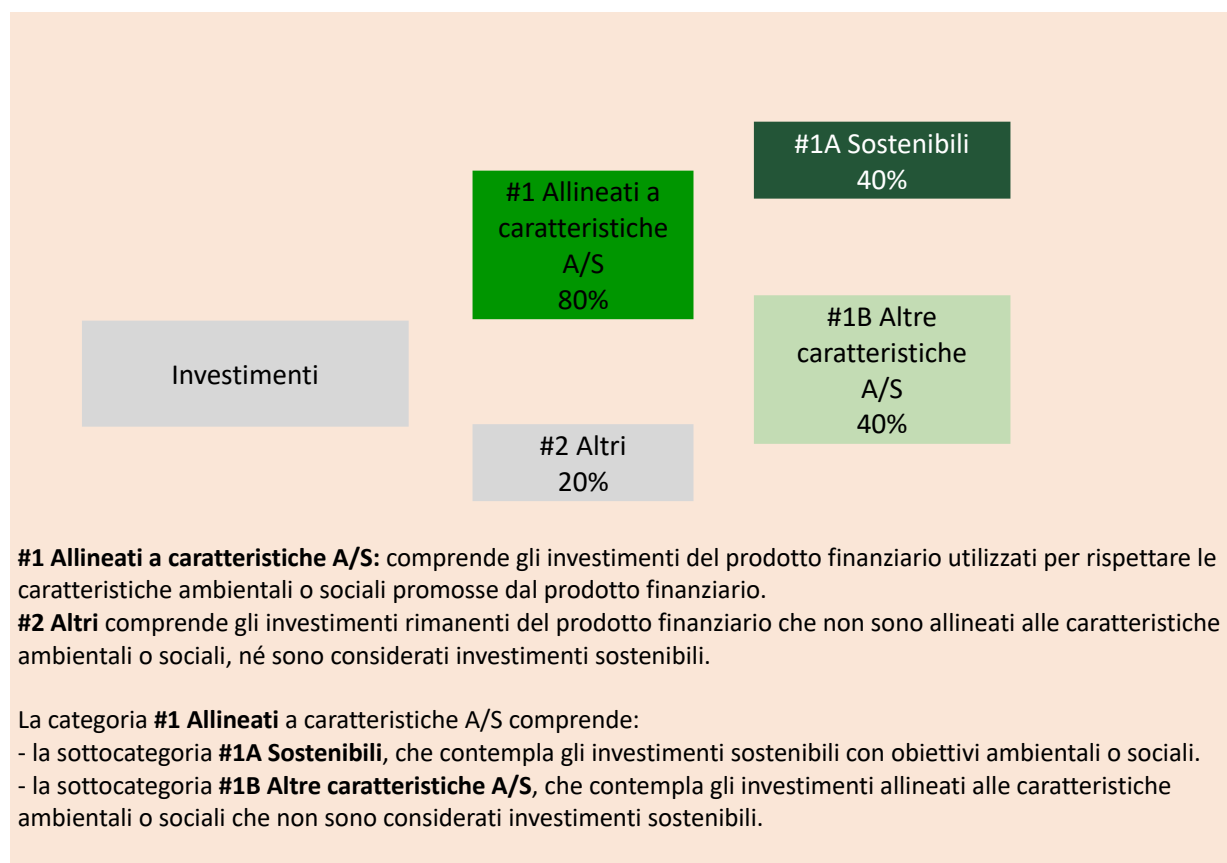 #1A Sostenibili
40%
#1 Allineati a
caratteristiche
A/S
80%
#1B Altre
caratteristiche
A/S
40%
Investimenti
#2 Altri
20%
#1 Allineati a caratteristiche A/S: comprende gli investimenti del prodotto finanziario utilizzati per rispettare le
caratteristiche ambientali o sociali promosse dal prodotto finanziario.
#2 Altri comprende gli investimenti rimanenti del prodotto finanziario che non sono allineati alle caratteristiche
ambientali o sociali, né sono considerati investimenti sostenibili.
La categoria #1 Allineati a caratteristiche A/S comprende:
- la sottocategoria #1A Sostenibili, che contempla gli investimenti sostenibili con obiettivi ambientali o sociali.
- la sottocategoria #1B Altre caratteristiche A/S, che contempla gli investimenti allineati alle caratteristiche
ambientali o sociali che non sono considerati investimenti sostenibili.